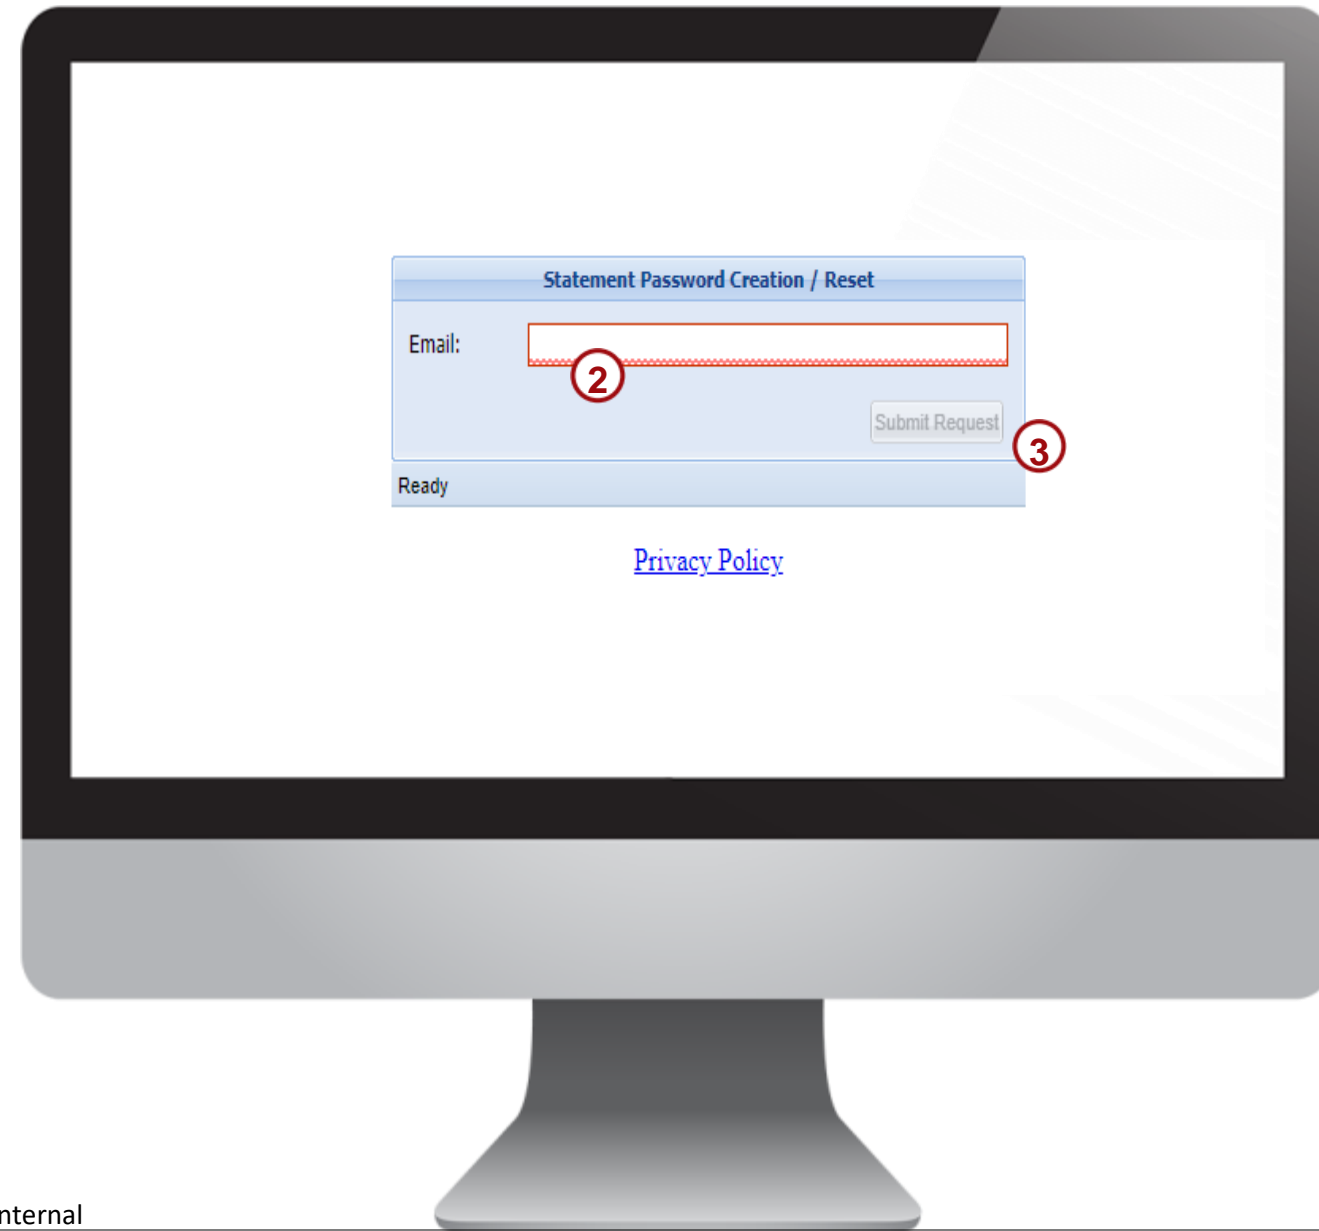 Statement Password Creation / Reset
Email:
2
Submit Request
3
Ready
Privacy Policy
nternal